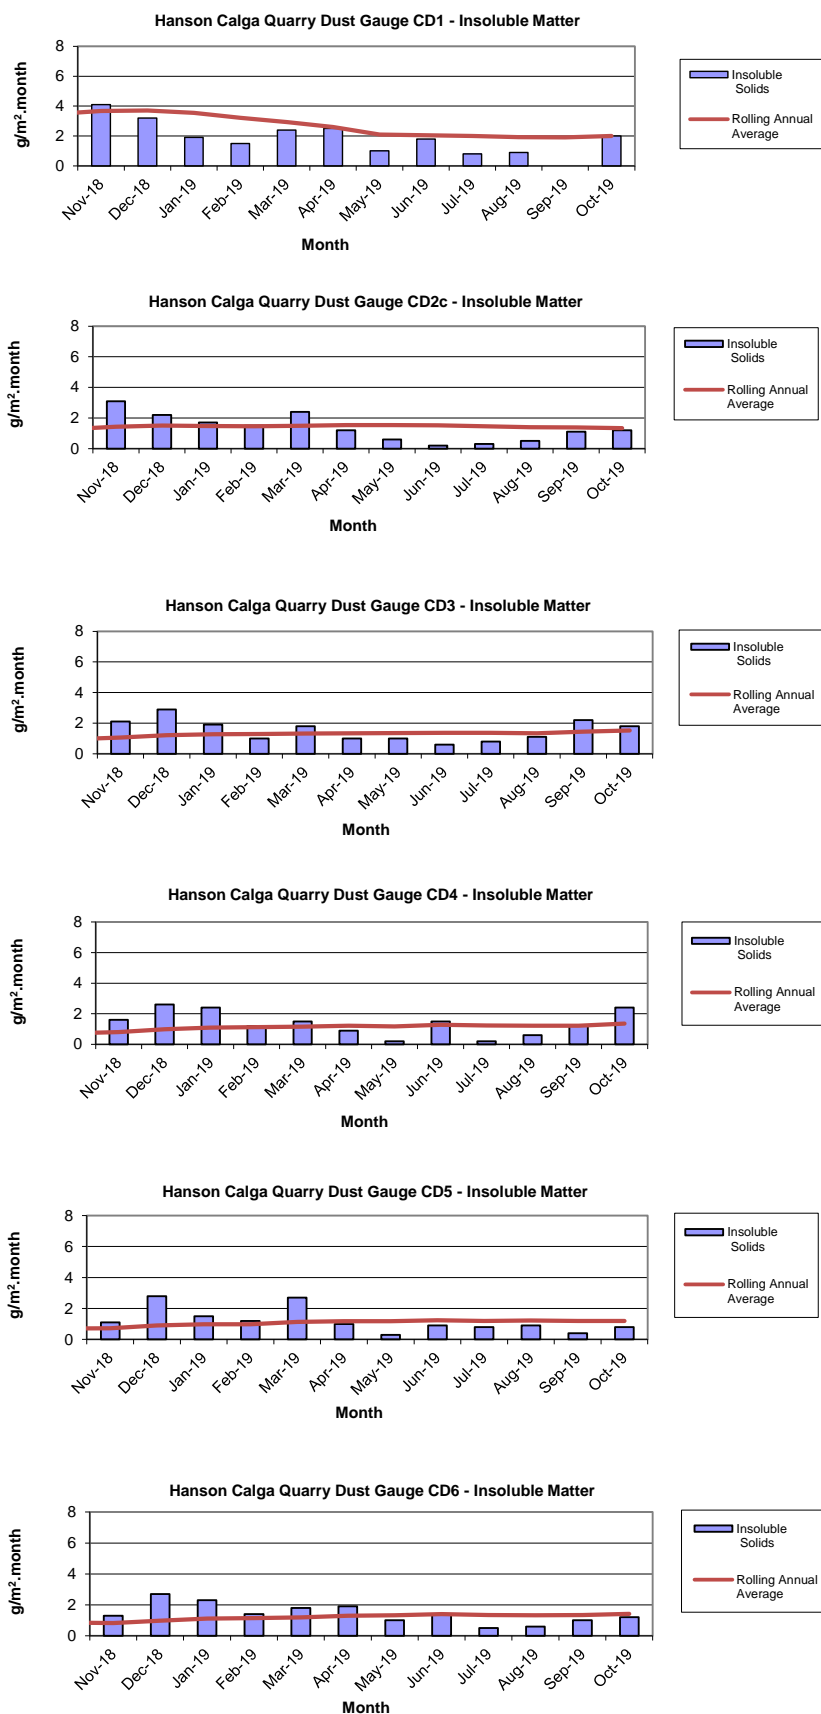 Hanson Calga Quarry Dust Gauge CD1 - Insoluble Matter
8
6
4
2
0
g/m².month
Nov-18
Dec-18
Jan-19
Feb-19
Mar-19
Apr-19
May-19
Jun-19
Jul-19
Aug-19
Sep-19
Oct-19
Month
Insoluble
Solids
Rolling Annual
Average
Hanson Calga Quarry Dust Gauge CD2c - Insoluble Matter
8
6
4
2
0
g/m².month
Nov-18
Dec-18
Jan-19
Feb-19
Mar-19
Apr-19
May-19
Jun-19
Jul-19
Aug-19
Sep-19
Oct-19
Month
Insoluble
Solids
Rolling Annual
Average
Hanson Calga Quarry Dust Gauge CD3 - Insoluble Matter
8
6
4
2
0
g/m².month
Nov-18
Dec-18
Jan-19
Feb-19
Mar-19
Apr-19
May-19
Jun-19
Jul-19
Aug-19
Sep-19
Oct-19
Month
Insoluble
Solids
Rolling Annual
Average
Hanson Calga Quarry Dust Gauge CD4 - Insoluble Matter
8
6
4
2
0
g/m².month
Nov-18
Dec-18
Jan-19
Feb-19
Mar-19
Apr-19
May-19
Jun-19
Jul-19
Aug-19
Sep-19
Oct-19
Month
Insoluble
Solids
Rolling Annual
Average
Hanson Calga Quarry Dust Gauge CD5 - Insoluble Matter
8
6
4
2
0
g/m².month
Nov-18
Dec-18
Jan-19
Feb-19
Mar-19
Apr-19
May-19
Jun-19
Jul-19
Aug-19
Sep-19
Oct-19
Month
Insoluble
Solids
Rolling Annual
Average
Hanson Calga Quarry Dust Gauge CD6 - Insoluble Matter
8
6
4
2
0
g/m².month
Nov-18
Dec-18
Jan-19
Feb-19
Mar-19
Apr-19
May-19
Jun-19
Jul-19
Aug-19
Sep-19
Oct-19
Month
Insoluble
Solids
Rolling Annual
Average